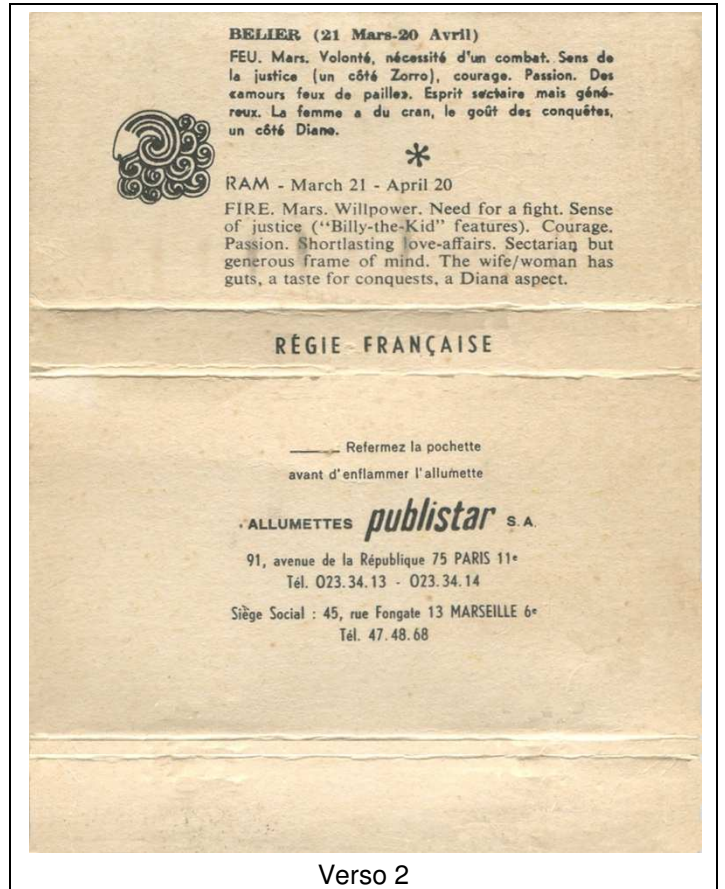 BELIER (21 Mars-20 Avril)
FEU. Mars. Volonté, nécessité d'un combat. Sens de
la justice (un côté Zorro), courage. Passion. Des
«amours feux de paille». Esprit sectaire mais géné-
reux. La femme a du cran, le goût des conquêtes,
un côté Diane.
*
RAM - March 21 - April 20
FIRE. Mars. Willpower. Need for a fight. Sense
of justice (“Billy-the-Kid” features). Courage.
Passion. Shortlasting love-affairs. Sectarian but
generous frame of mind. The wife/woman has
guts, a taste for conquests, a Diana aspect.
RÉGIE FRANÇAISE
Refermez la pochette
avant d'enflammer l'allumette
ALLUMETTES publistar S.A.
91, avenue de la République 75 PARIS 11e
Tél. 023.34.13 - 023.34.14
Siège Social : 45, rue Fongate 13 MARSEILLE 6e
Tél. 47.48.68
Verso 2